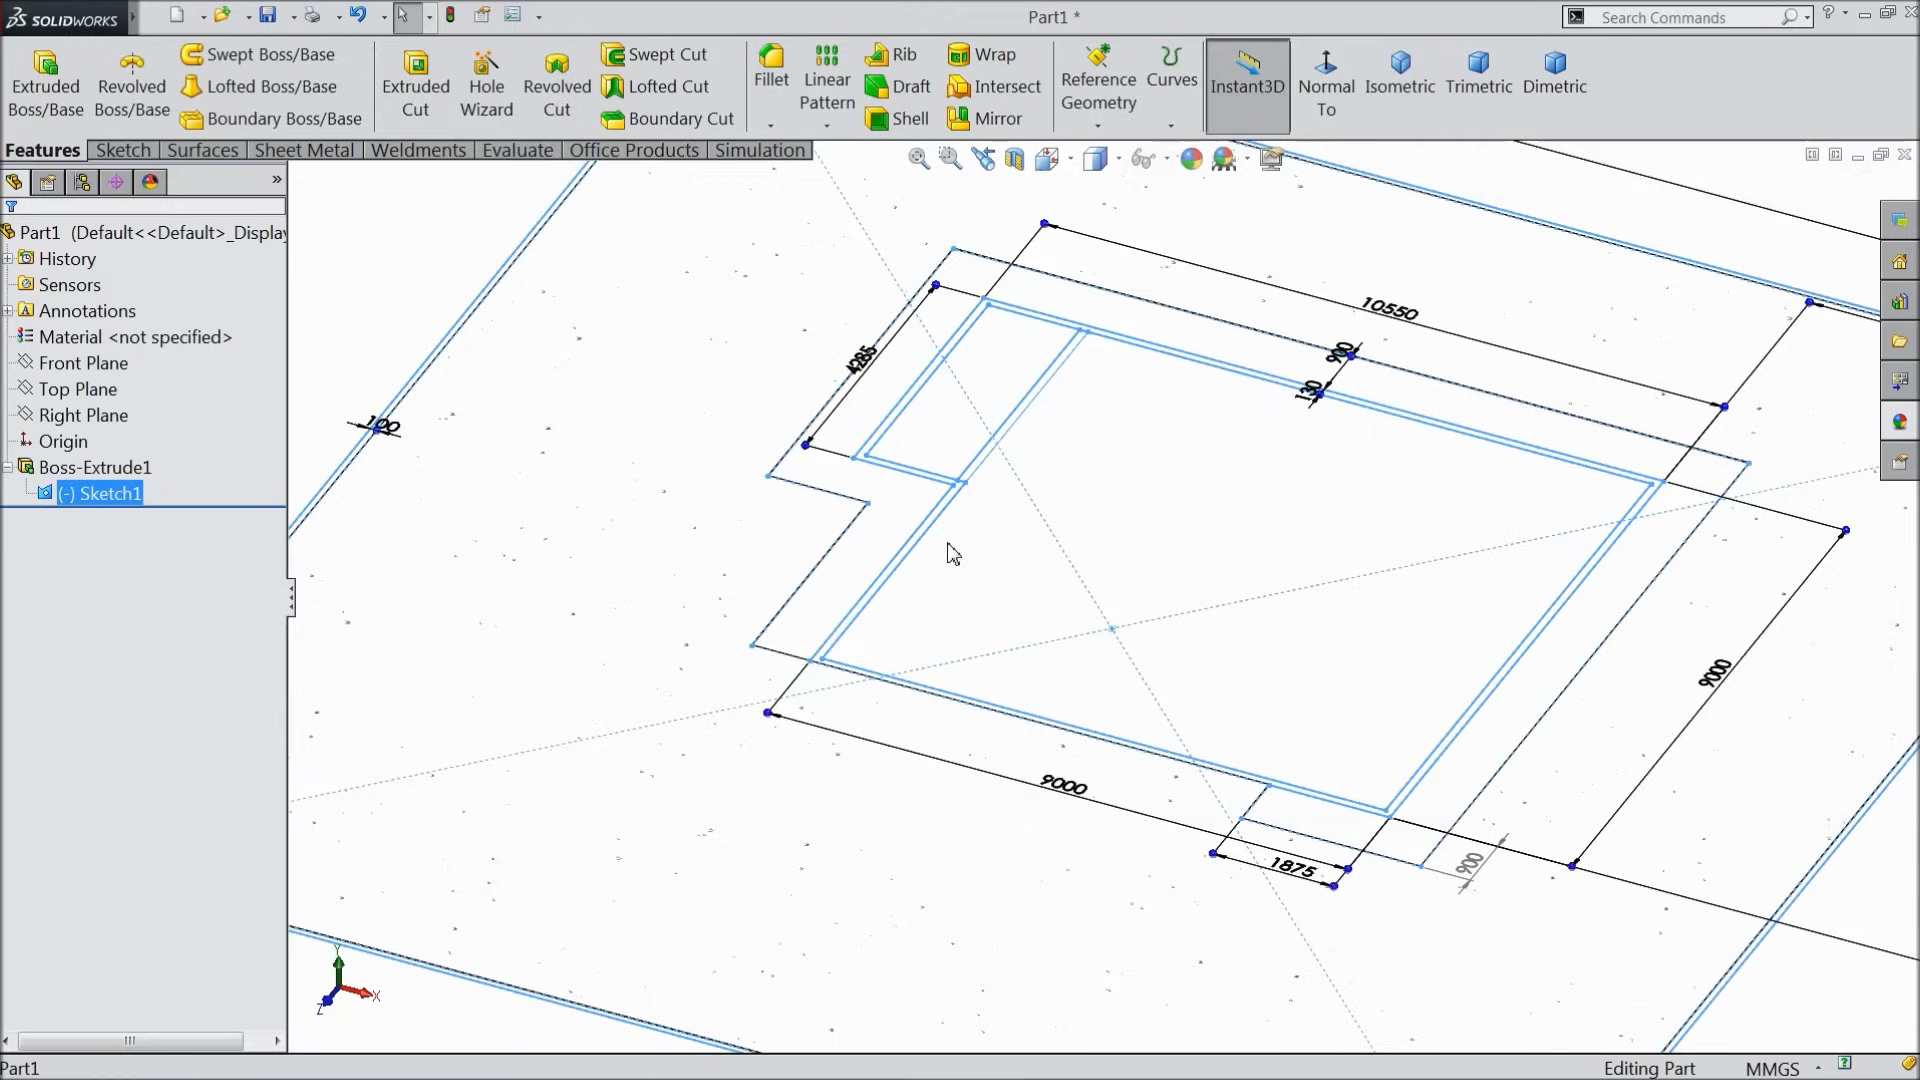 SOLIDWORKS
Part1 *
Search Commands
Extruded Boss/Base
Revolved Boss/Base
Swept Boss/Base
Lofted Boss/Base
Boundary Boss/Base
Extruded Cut
Hole Wizard
Revolved Cut
Swept Cut
Lofted Cut
Boundary Cut
Fillet
Linear Pattern
Rib
Draft
Shell
Wrap
Intersect
Mirror
Reference Geometry
Curves
Instant3D
Normal To
Isometric
Trimetric
Dimetric
Features
Sketch
Surfaces
Sheet Metal
Weldments
Evaluate
Office Products
Simulation
Part1 (Default<<Default>_Display
History
Sensors
Annotations
Material <not specified>
Front Plane
Top Plane
Right Plane
Origin
Boss-Extrude1
(-) Sketch1
10550
4285
900
130
100
9000
9000
1875
900
Y
X
Z
Part1
Editing Part
MMGS